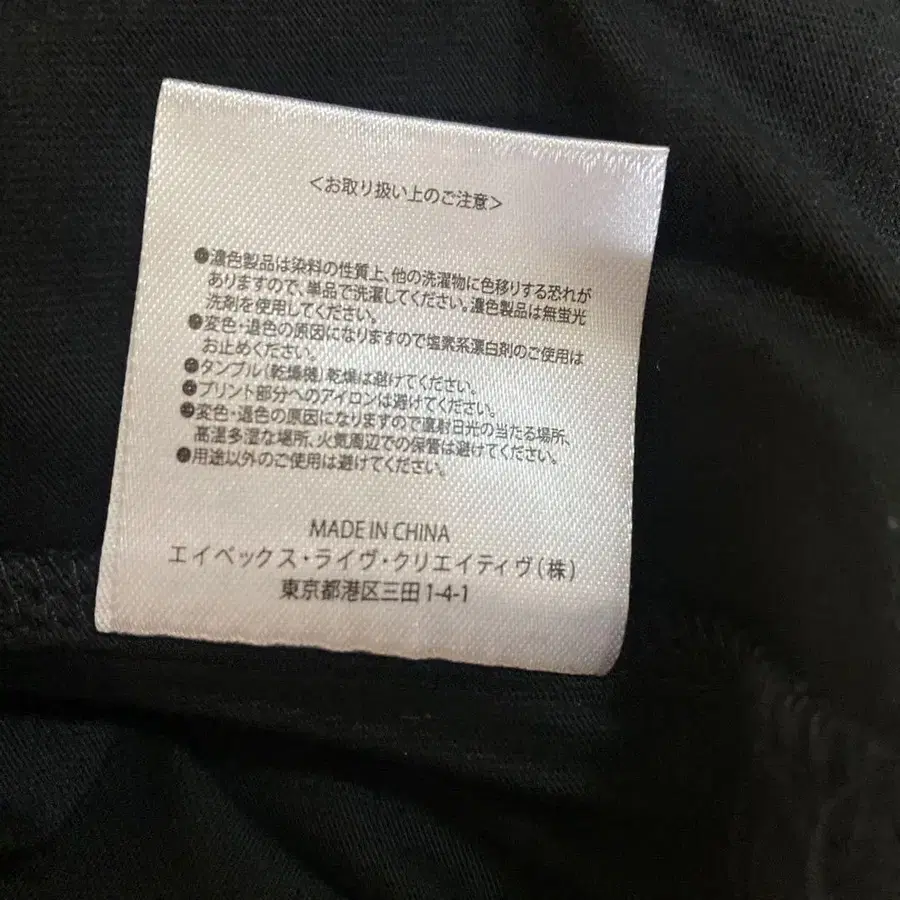 ＜お取り扱い上のご注意＞
●濃色製品は染料の性質上、他の洗濯物に色移りする恐れが
ありますので、単品で洗濯してください。濃色製品は無蛍光
洗剤を使用してください。
●変色・退色の原因になりますので塩素系漂白剤のご使用は
お止めください。
●タンブル（乾燥機）乾燥は避けてください。
●プリント部分へのアイロンは避けてください。
●変色・退色の原因になりますので直射日光の当たる場所、
高温多湿な場所、火気周辺での保管は避けてください。
●用途以外のご使用は避けてください。
MADE IN CHINA
エイベックス・ライヴ・クリエイティヴ（株）
東京都港区三田1-4-1